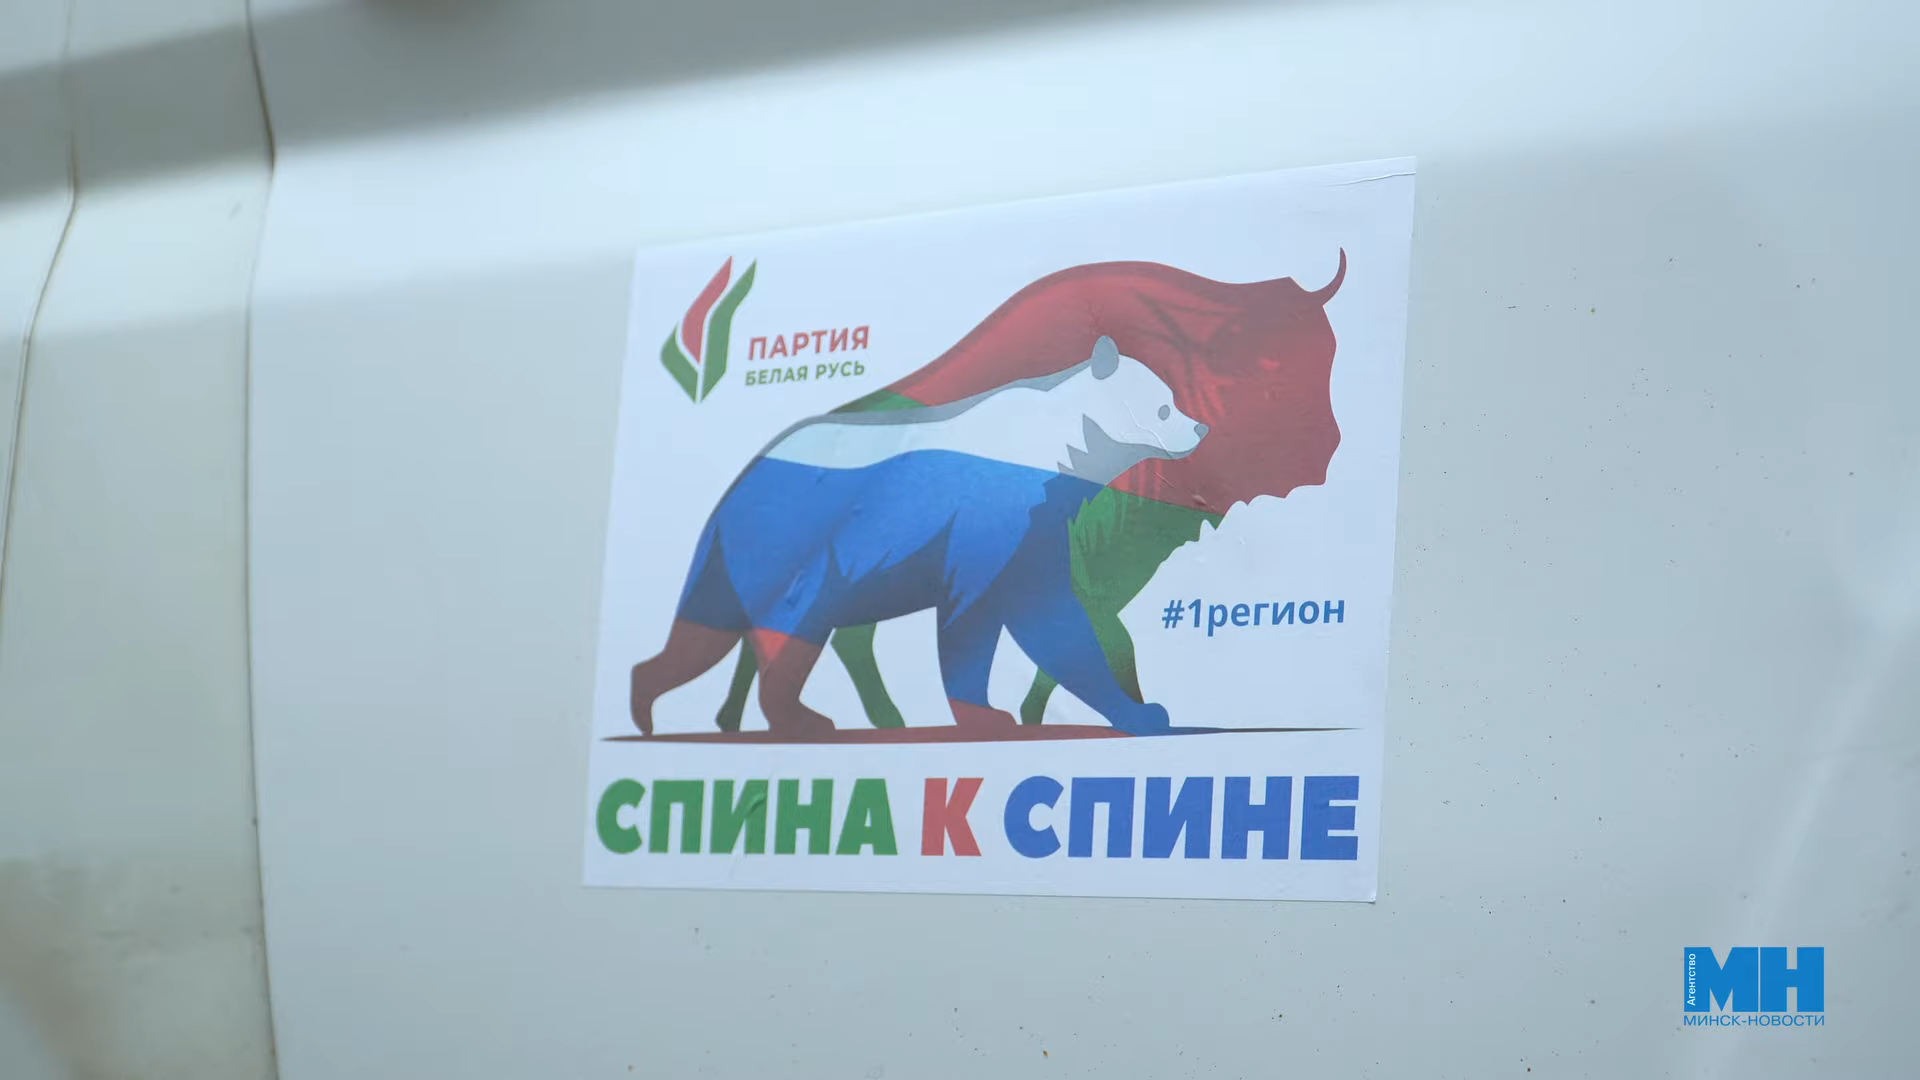 ПАРТИЯ
БЕЛАЯ РУСЬ
#1регион
СПИНА К СПИНЕ
Агентство
МН
МИНСК-НОВОСТИ